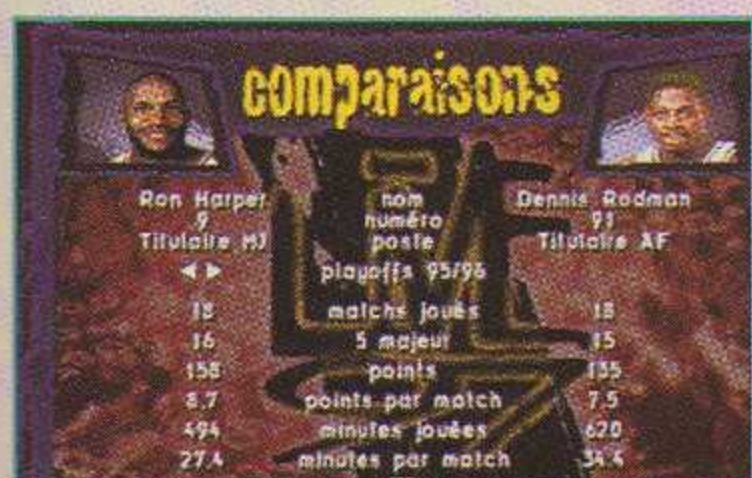 comparaisons
Ron Harper nom Dennis Rodman
9 numéro 91
Titulaire MJ poste Titulaire AF
playoffs 95/96
18 matchs joués 18
16 5 majeur 15
158 points 135
8.7 points par match 7.5
494 minutes jouées 620
27.4 minutes par match 34.4